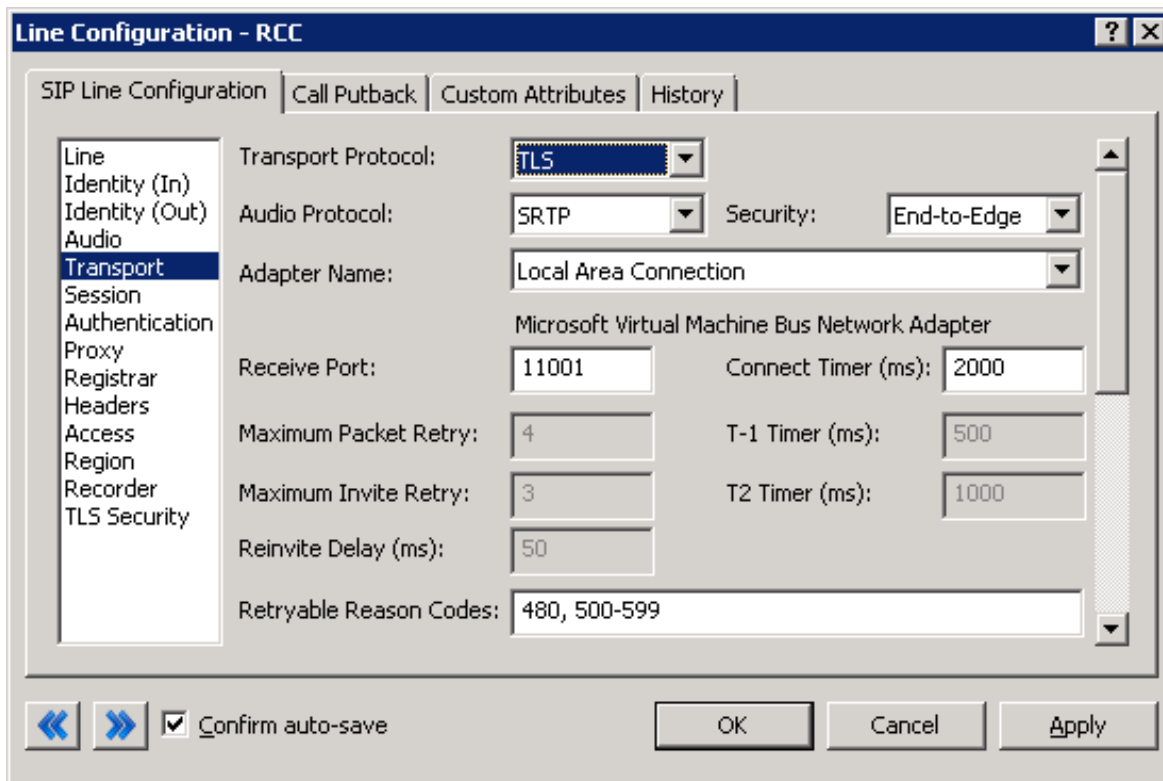 Line Configuration - RCC
?
SIP Line Configuration
Call Putback
Custom Attributes
History
Line
Identity (In)
Identity (Out)
Audio
Transport
Session
Authentication
Proxy
Registrar
Headers
Access
Region
Recorder
TLS Security
Transport Protocol: TLS
Audio Protocol: SRTP Security: End-to-Edge
Adapter Name: Local Area Connection
Microsoft Virtual Machine Bus Network Adapter
Receive Port: 11001 Connect Timer (ms): 2000
Maximum Packet Retry: 4 T-1 Timer (ms): 500
Maximum Invite Retry: 3 T2 Timer (ms): 1000
Reinvite Delay (ms): 50
Retryable Reason Codes: 480, 500-599
Confirm auto-save
OK
Cancel
Apply